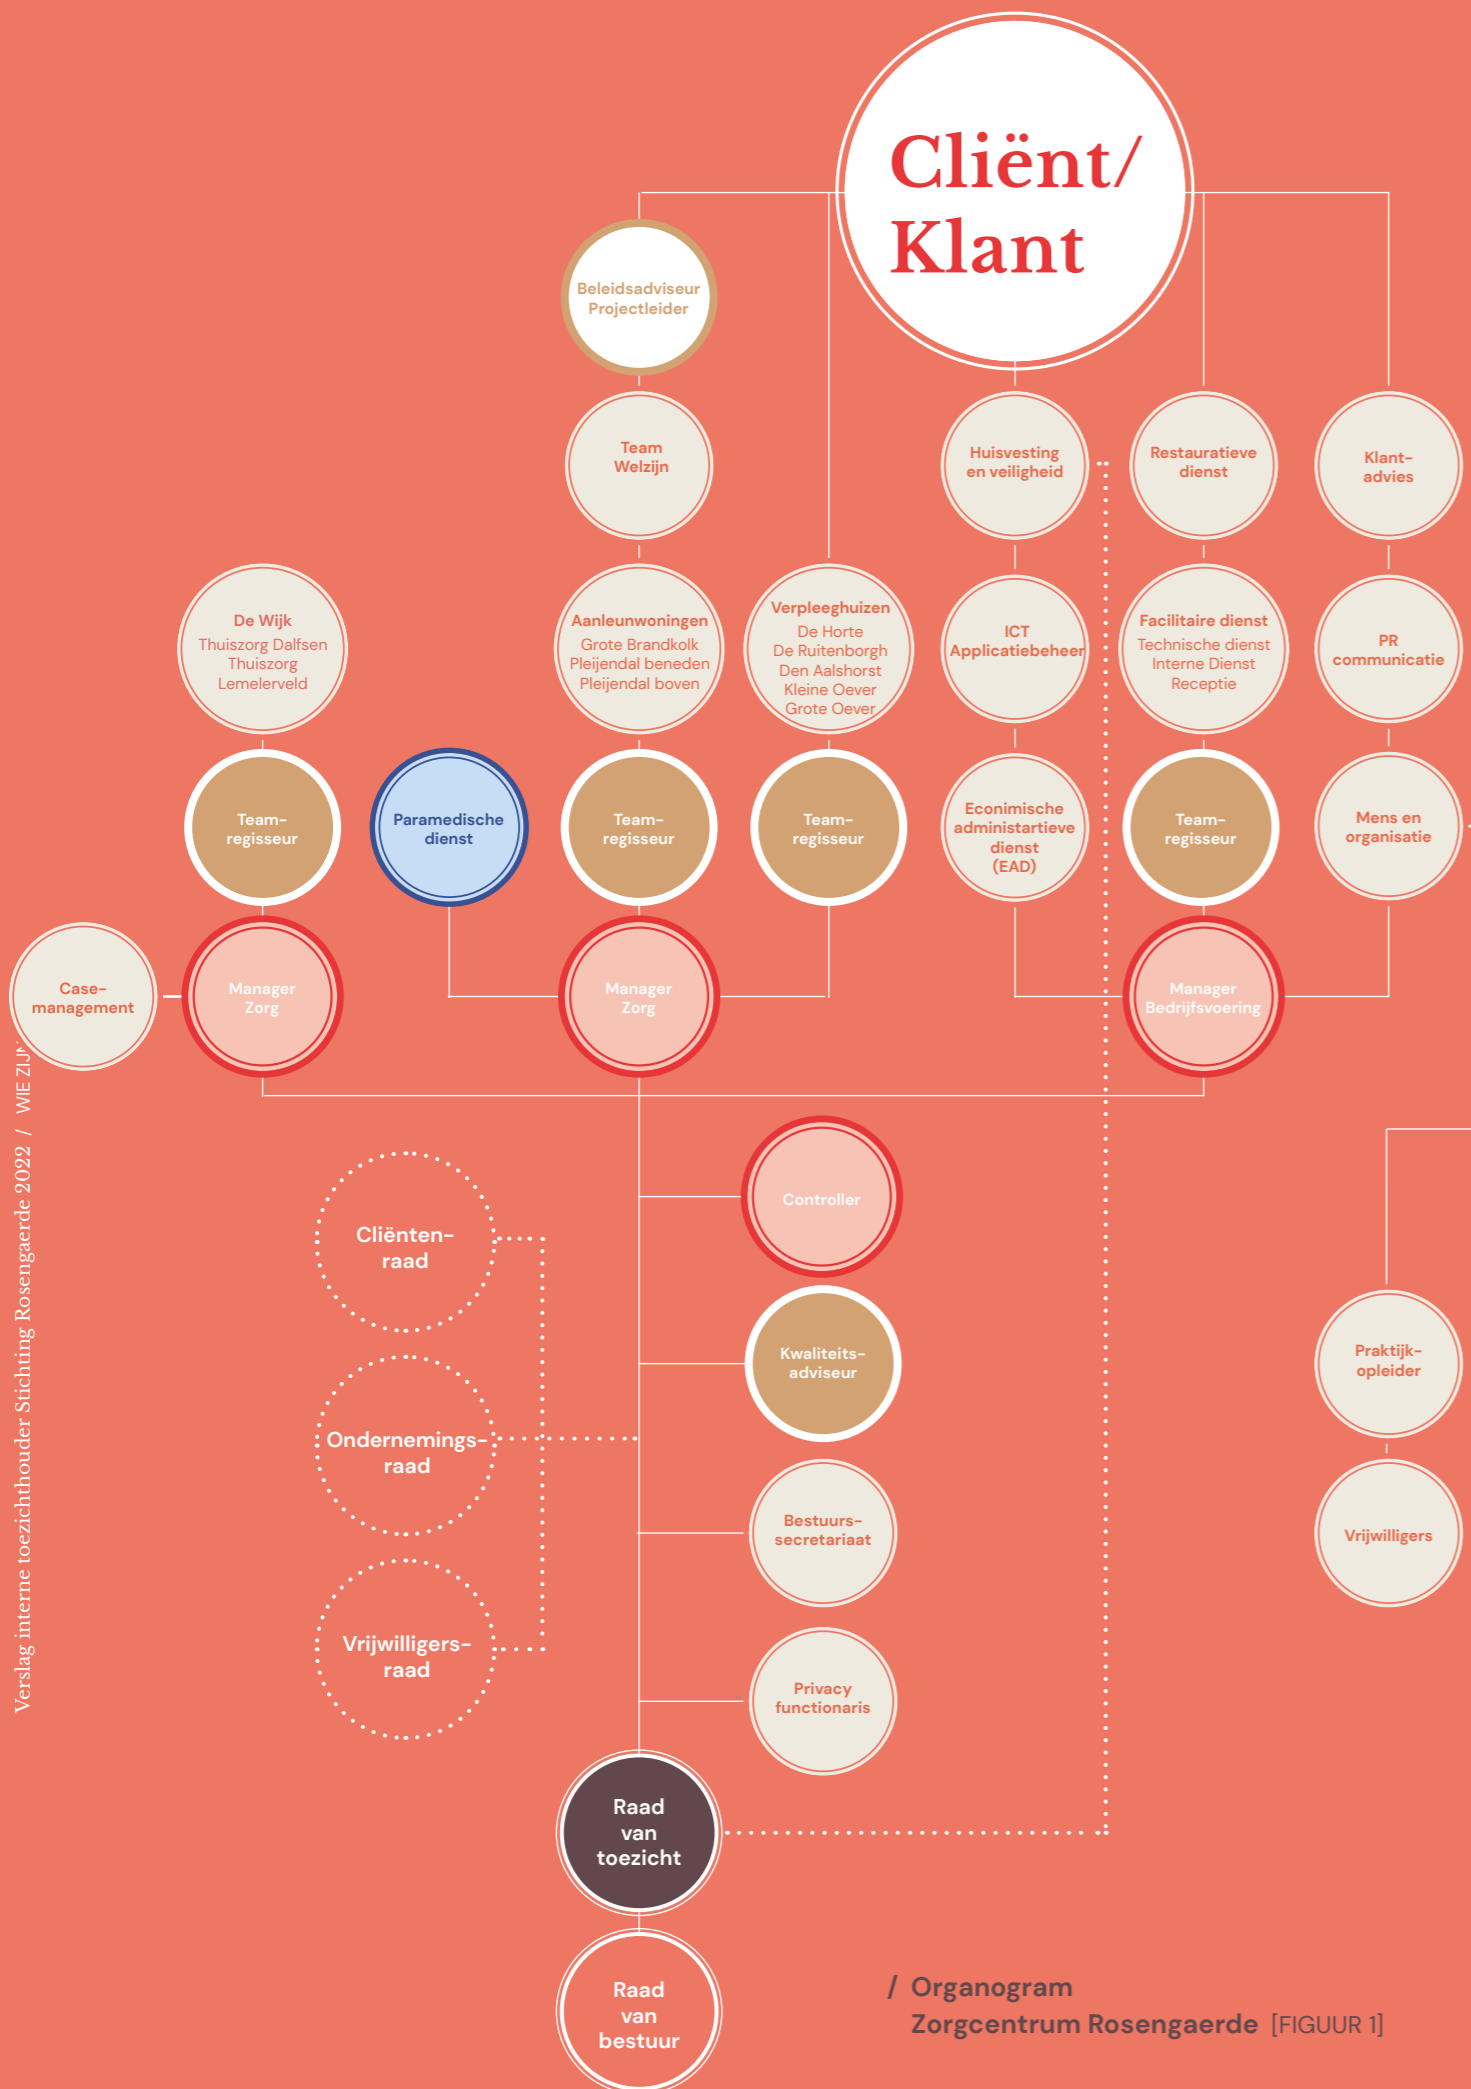 Cliënt/
Klant
Beleidsadviseur
Projectleider
Team
Welzijn
Huisvesting
en veiligheid
Restauratieve
dienst
Klant-
advies
De Wijk
Thuiszorg Dalfsen
Thuiszorg
Lemelerveld
Aanleunwoningen
Grote Brandkolk
Pleijendal beneden
Pleijendal boven
Verpleeghuizen
De Horte
De Ruitenborgh
Den Aalshorst
Kleine Oever
Grote Oever
ICT
Applicatiebeheer
Facilitaire dienst
Technische dienst
Interne Dienst
Receptie
PR
communicatie
Team-
regisseur
Paramedische
dienst
Team-
regisseur
Team-
regisseur
Econimische
administartieve
dienst
(EAD)
Team-
regisseur
Mens en
organisatie
Case-
management
Manager
Zorg
Manager
Zorg
Manager
Bedrijfsvoering
Controller
Cliënten-
raad
Kwaliteits-
adviseur
Praktijk-
opleider
Ondernemings-
raad
Bestuurs-
secretariaat
Vrijwilligers
Vrijwilligers-
raad
Privacy
functionaris
Raad
van
toezicht
Raad
van
bestuur
/ Organogram
Zorgcentrum Rosengaerde [FIGUUR 1]
Verslag interne toezichthouder Stichting Rosengaerde 2022 / WIE ZIJN